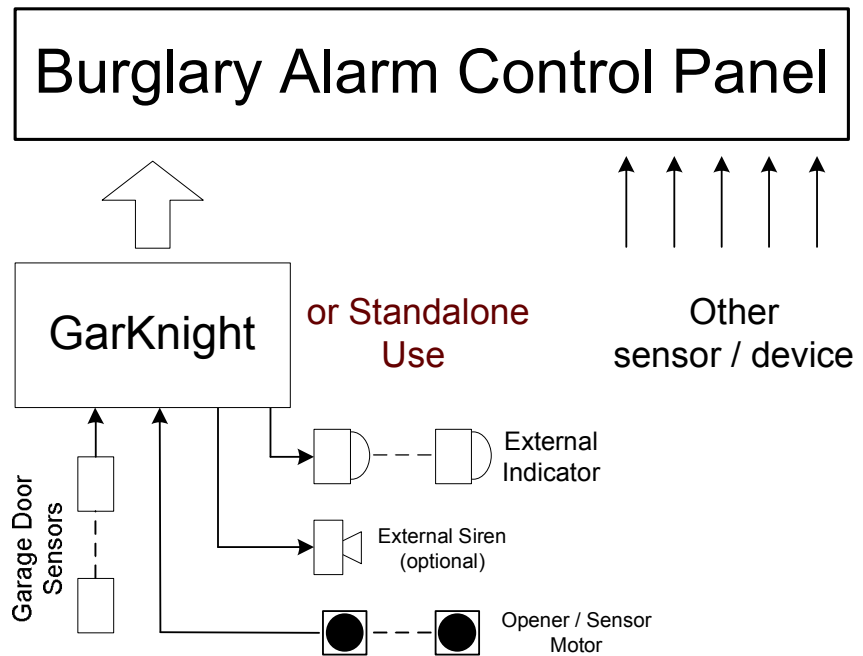 Burglary Alarm Control Panel
GarKnight
or Standalone
Use
Other
sensor / device
Garage Door
Sensors
External
Indicator
External Siren
(optional)
Opener / Sensor
Motor